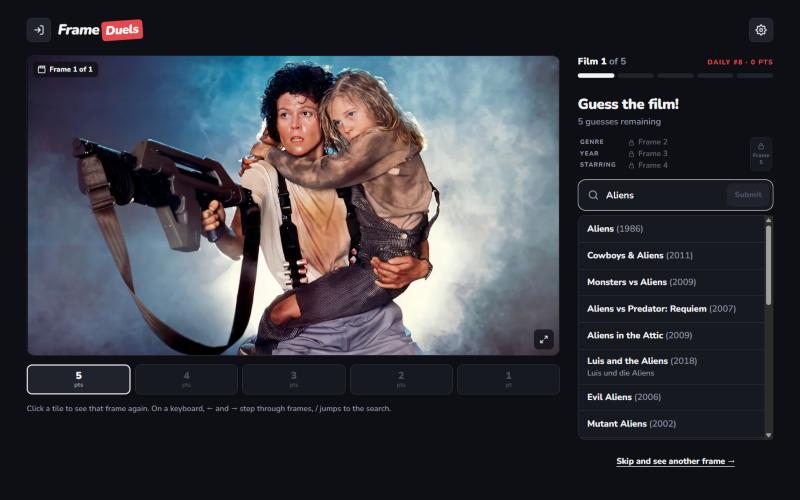 Frame Duels
Frame 1 of 1
Film 1 of 5
DAILY #8 · 0 PTS
Guess the film!
5 guesses remaining
GENRE Frame 2
YEAR Frame 3
STARRING Frame 4
Frame 5
Aliens
Submit
Aliens (1986)
Cowboys & Aliens (2011)
Monsters vs Aliens (2009)
Aliens vs Predator: Requiem (2007)
Aliens in the Attic (2009)
Luis and the Aliens (2018)
Luis und die Aliens
Evil Aliens (2006)
Mutant Aliens (2002)
5 pts
4 pts
3 pts
2 pts
1 pt
Click a tile to see that frame again. On a keyboard, ← and → step through frames, / jumps to the search.
Skip and see another frame →